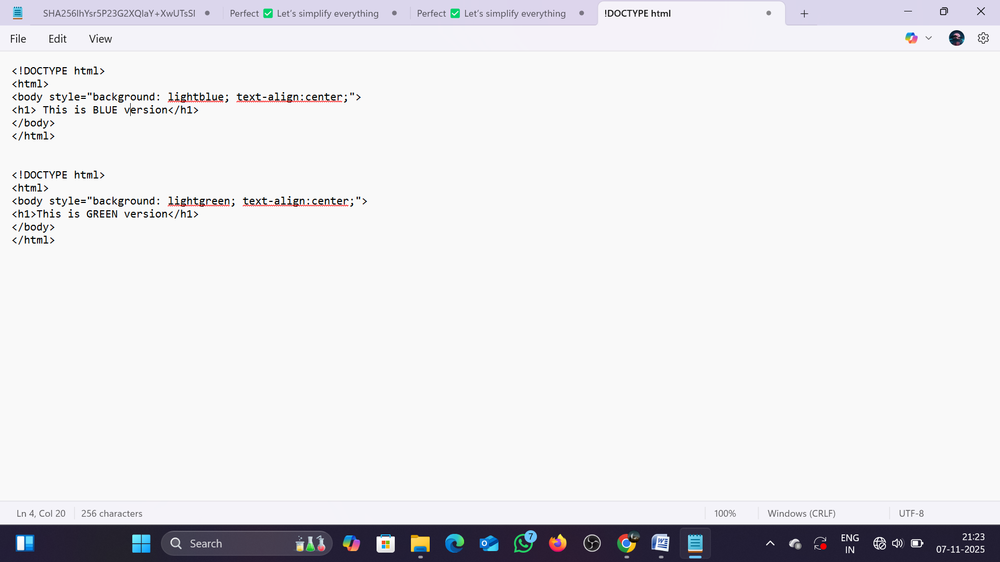 SHA256lhYsr5P23G2XQlaY+XwUTsSl
Perfect ✅ Let’s simplify everything
Perfect ✅ Let’s simplify everything
!DOCTYPE html
File Edit View
<!DOCTYPE html>
<html>
<body style="background: lightblue; text-align:center;">
<h1> This is BLUE version</h1>
</body>
</html>
<!DOCTYPE html>
<html>
<body style="background: lightgreen; text-align:center;">
<h1>This is GREEN version</h1>
</body>
</html>
Ln 4, Col 20 256 characters 100% Windows (CRLF) UTF-8
Search
7
ENG
IN
21:23
07-11-2025